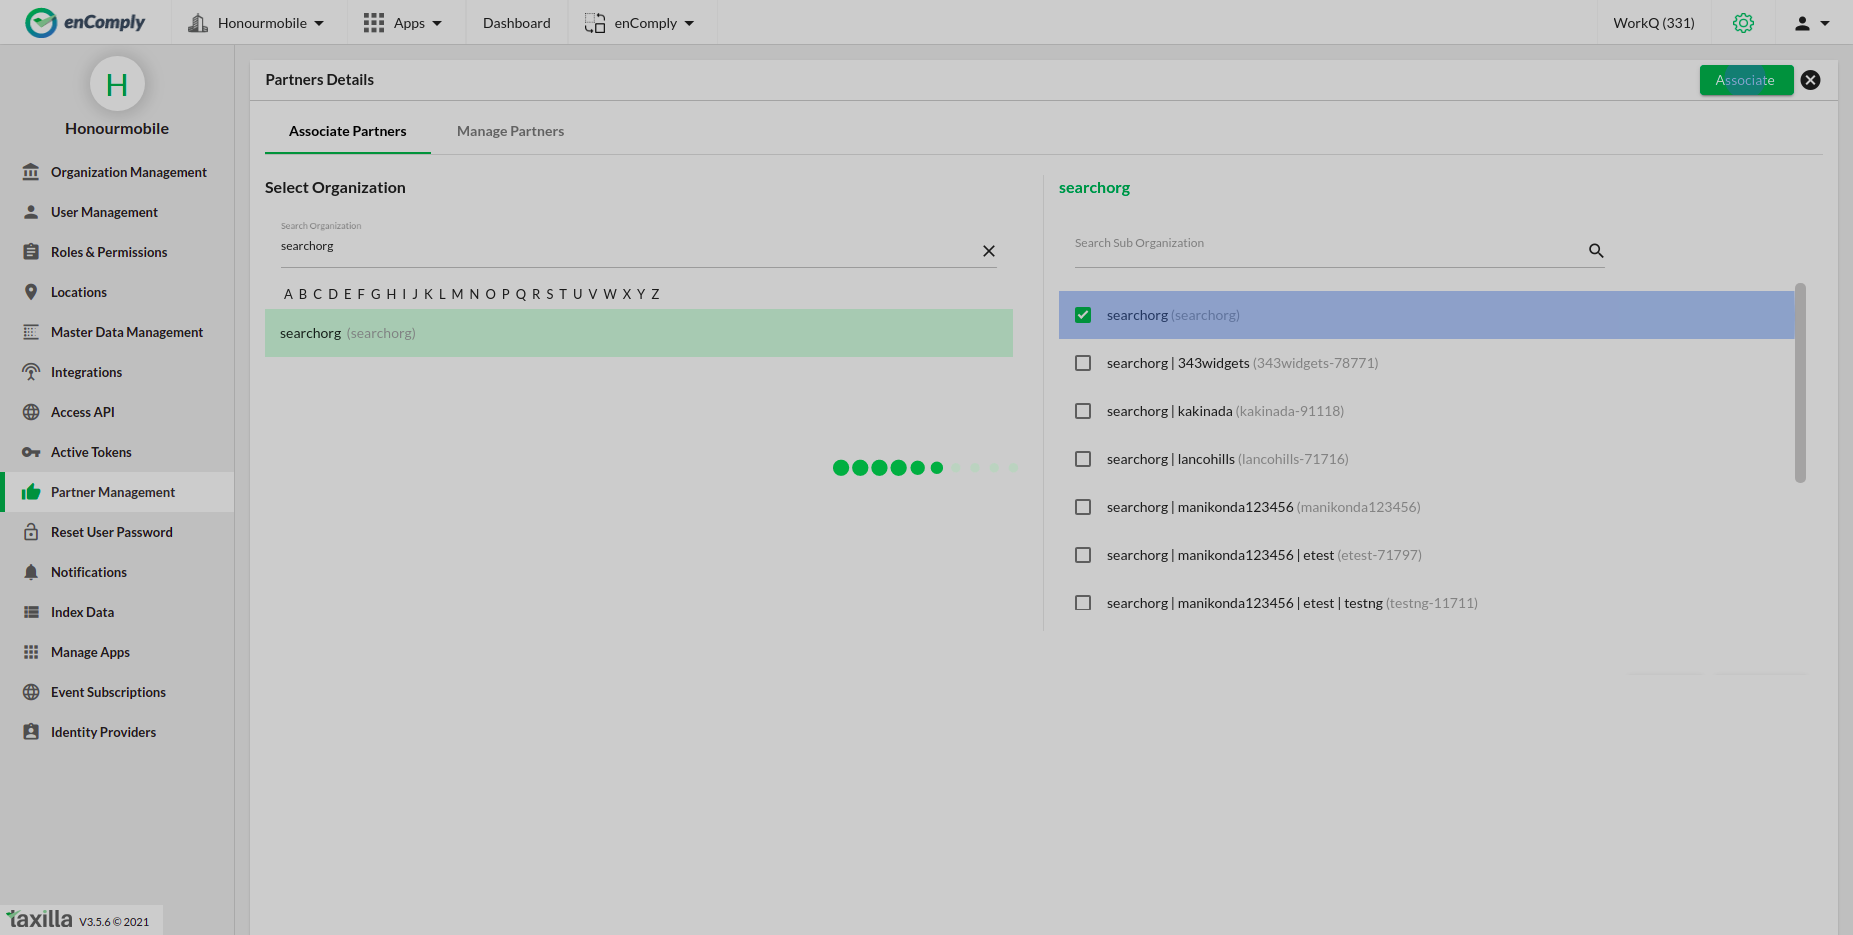 enComply
Honourmobile
Apps
Dashboard
enComply
WorkQ (331)
H
Honourmobile
Organization Management
User Management
Roles & Permissions
Locations
Master Data Management
Integrations
Access API
Active Tokens
Partner Management
Reset User Password
Notifications
Index Data
Manage Apps
Event Subscriptions
Identity Providers
taxilla V3.5.6 © 2021
Partners Details
Associate
Associate Partners
Manage Partners
Select Organization
Search Organization
searchorg
A B C D E F G H I J K L M N O P Q R S T U V W X Y Z
searchorg (searchorg)
searchorg
Search Sub Organization
searchorg (searchorg)
searchorg | 343widgets (343widgets-78771)
searchorg | kakinada (kakinada-91118)
searchorg | lancohills (lancohills-71716)
searchorg | manikonda123456 (manikonda123456)
searchorg | manikonda123456 | etest (etest-71797)
searchorg | manikonda123456 | etest | testng (testng-11711)